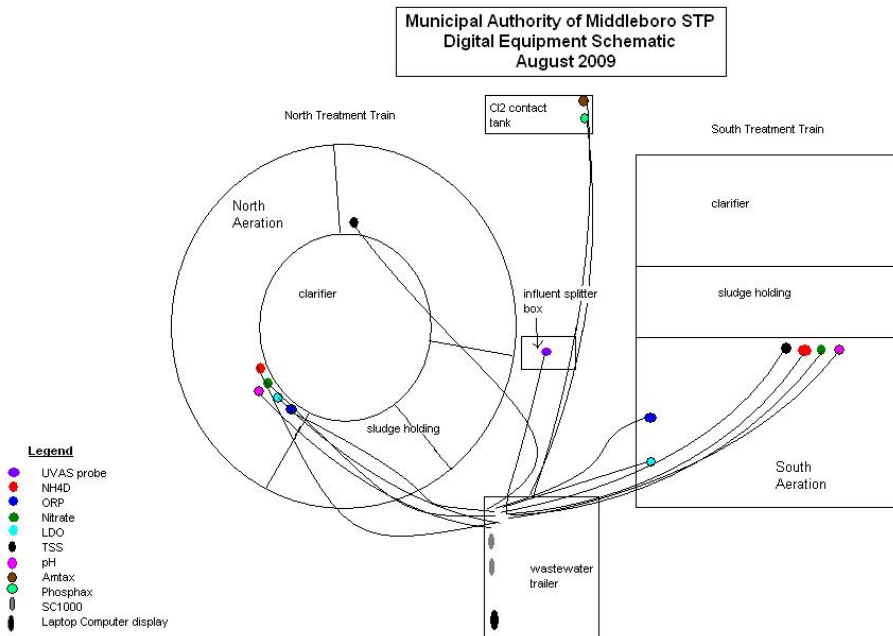 Municipal Authority of Middleboro STP
Digital Equipment Schematic
August 2009
Cl2 contact
tank
North Treatment Train
South Treatment Train
North
Aeration
clarifier
clarifier
influent splitter
box
sludge holding
sludge holding
South
Aeration
wastewater
trailer
Legend
UVAS probe
NH4D
ORP
Nitrate
LDO
TSS
pH
Amtax
Phosphax
SC1000
Laptop Computer display